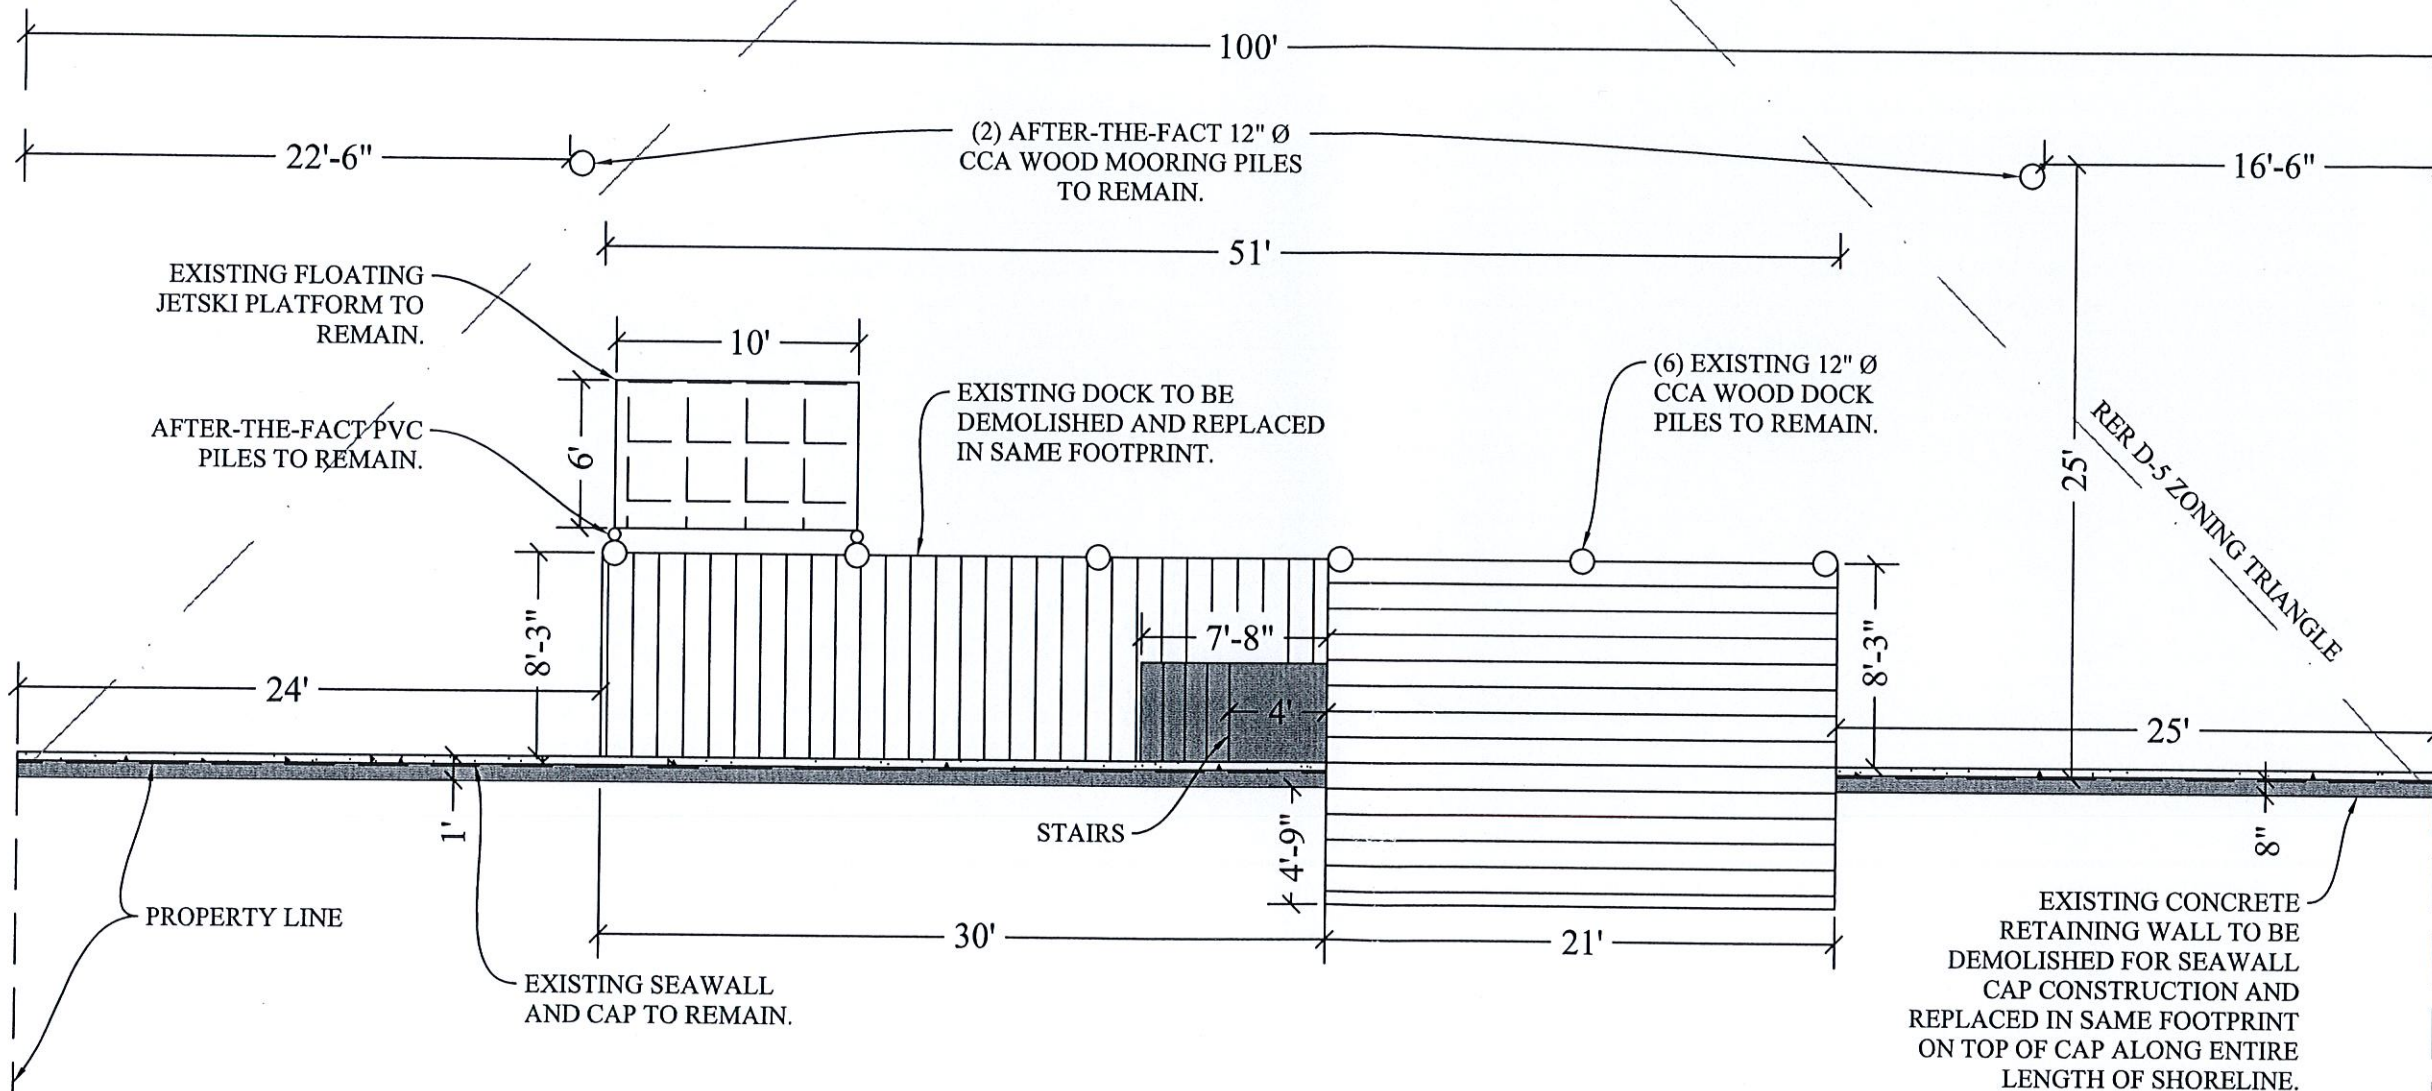 100'
22'-6"
(2) AFTER-THE-FACT 12" Ø
CCA WOOD MOORING PILES
TO REMAIN.
16'-6"
51'
EXISTING FLOATING
JETSKI PLATFORM TO
REMAIN.
10'
(6) EXISTING 12" Ø
CCA WOOD DOCK
PILES TO REMAIN.
EXISTING DOCK TO BE
DEMOLISHED AND REPLACED
IN SAME FOOTPRINT.
AFTER-THE-FACT PVC
PILES TO REMAIN.
6'
25'
RER D-5 ZONING TRIANGLE
8'-3"
7'-8"
8'-3"
24'
4'
25'
1'
STAIRS
4'-9"
8"
PROPERTY LINE
30'
21'
EXISTING SEAWALL
AND CAP TO REMAIN.
EXISTING CONCRETE
RETAINING WALL TO BE
DEMOLISHED FOR SEAWALL
CAP CONSTRUCTION AND
REPLACED IN SAME FOOTPRINT
ON TOP OF CAP ALONG ENTIRE
LENGTH OF SHORELINE.